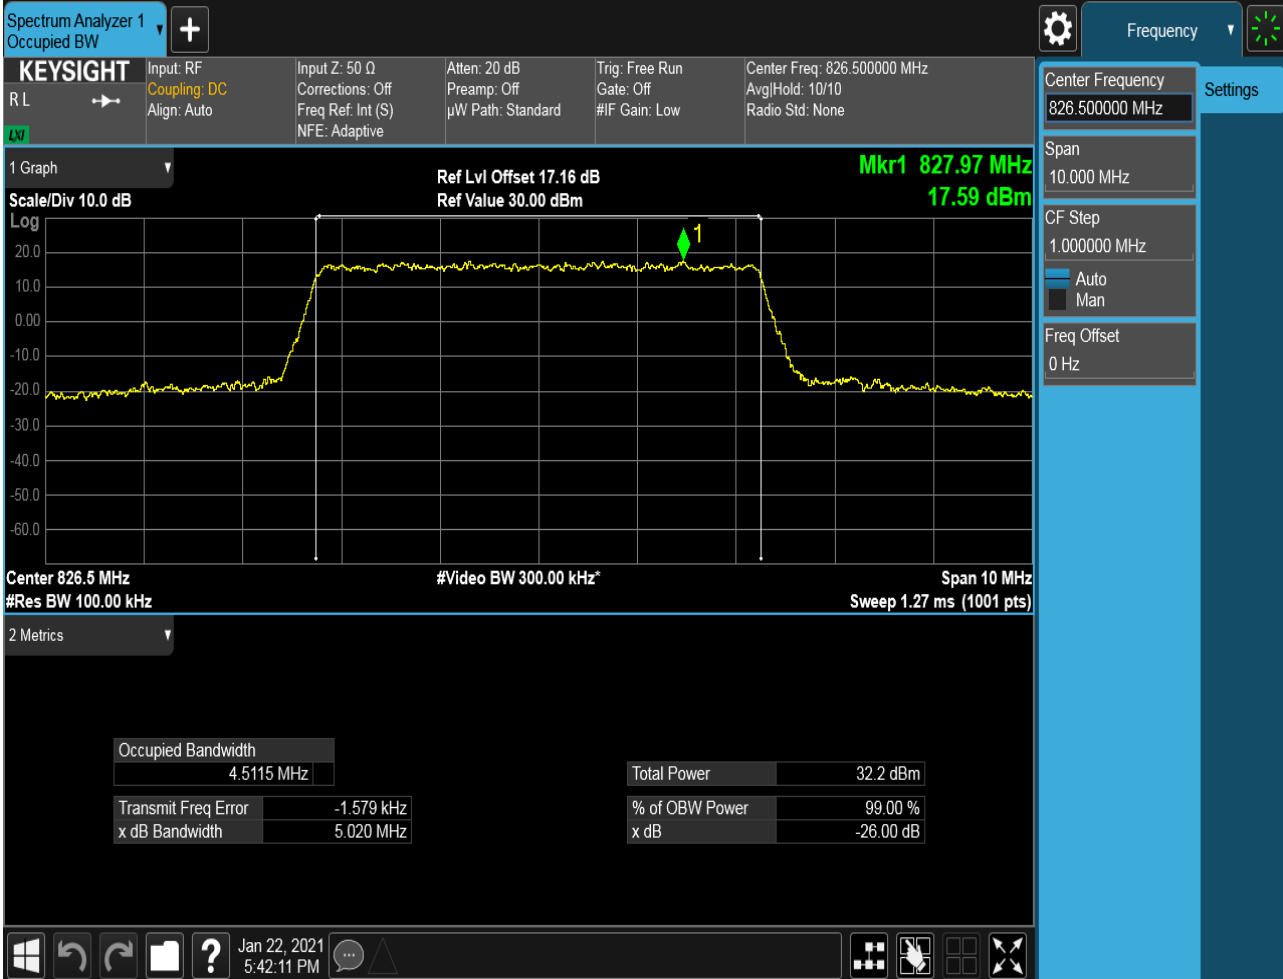 Spectrum Analyzer 1
Occupied BW
Frequency
KEYSIGHT
R L
LXI
Input: RF
Coupling: DC
Align: Auto
Input Z: 50 Ω
Corrections: Off
Freq Ref: Int (S)
NFE: Adaptive
Atten: 20 dB
Preamp: Off
µW Path: Standard
Trig: Free Run
Gate: Off
#IF Gain: Low
Center Freq: 826.500000 MHz
Avg|Hold: 10/10
Radio Std: None
Center Frequency
826.500000 MHz
Settings
Span
10.000 MHz
CF Step
1.000000 MHz
Auto
Man
Freq Offset
0 Hz
1 Graph
Scale/Div 10.0 dB
Ref Lvl Offset 17.16 dB
Ref Value 30.00 dBm
Mkr1 827.97 MHz
17.59 dBm
Log
1
20.0
10.0
0.00
-10.0
-20.0
-30.0
-40.0
-50.0
-60.0
Center 826.5 MHz
#Res BW 100.00 kHz
#Video BW 300.00 kHz*
Span 10 MHz
Sweep 1.27 ms (1001 pts)
2 Metrics
Occupied Bandwidth
4.5115 MHz
Total Power 32.2 dBm
Transmit Freq Error -1.579 kHz
% of OBW Power 99.00 %
x dB Bandwidth 5.020 MHz
x dB -26.00 dB
?
Jan 22, 2021
5:42:11 PM